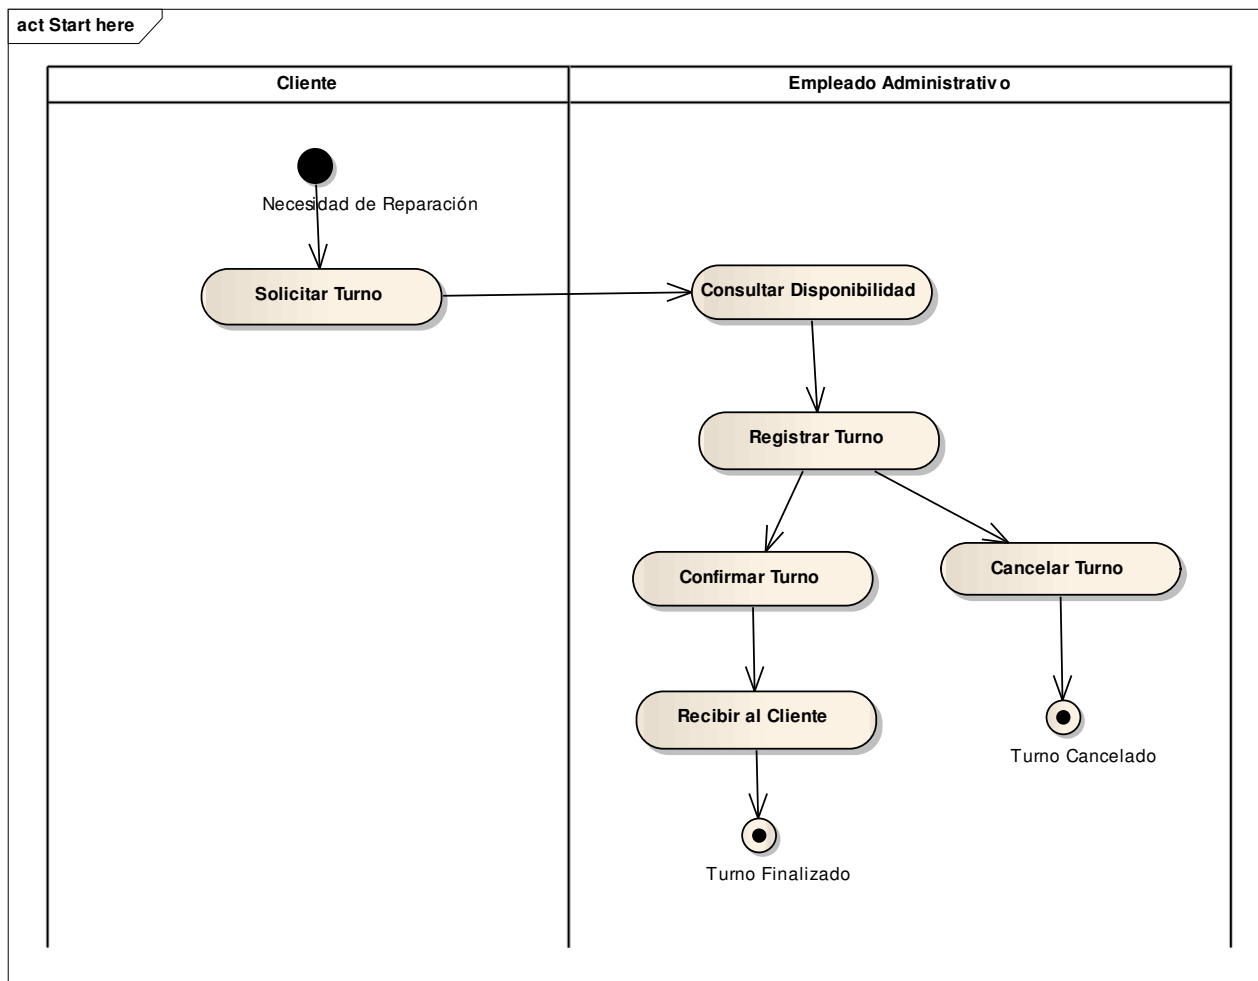 act Start here
Cliente
Empleado Administrativo
Necesidad de Reparación
Solicitar Turno
Consultar Disponibilidad
Registrar Turno
Confirmar Turno
Cancelar Turno
Recibir al Cliente
Turno Cancelado
Turno Finalizado